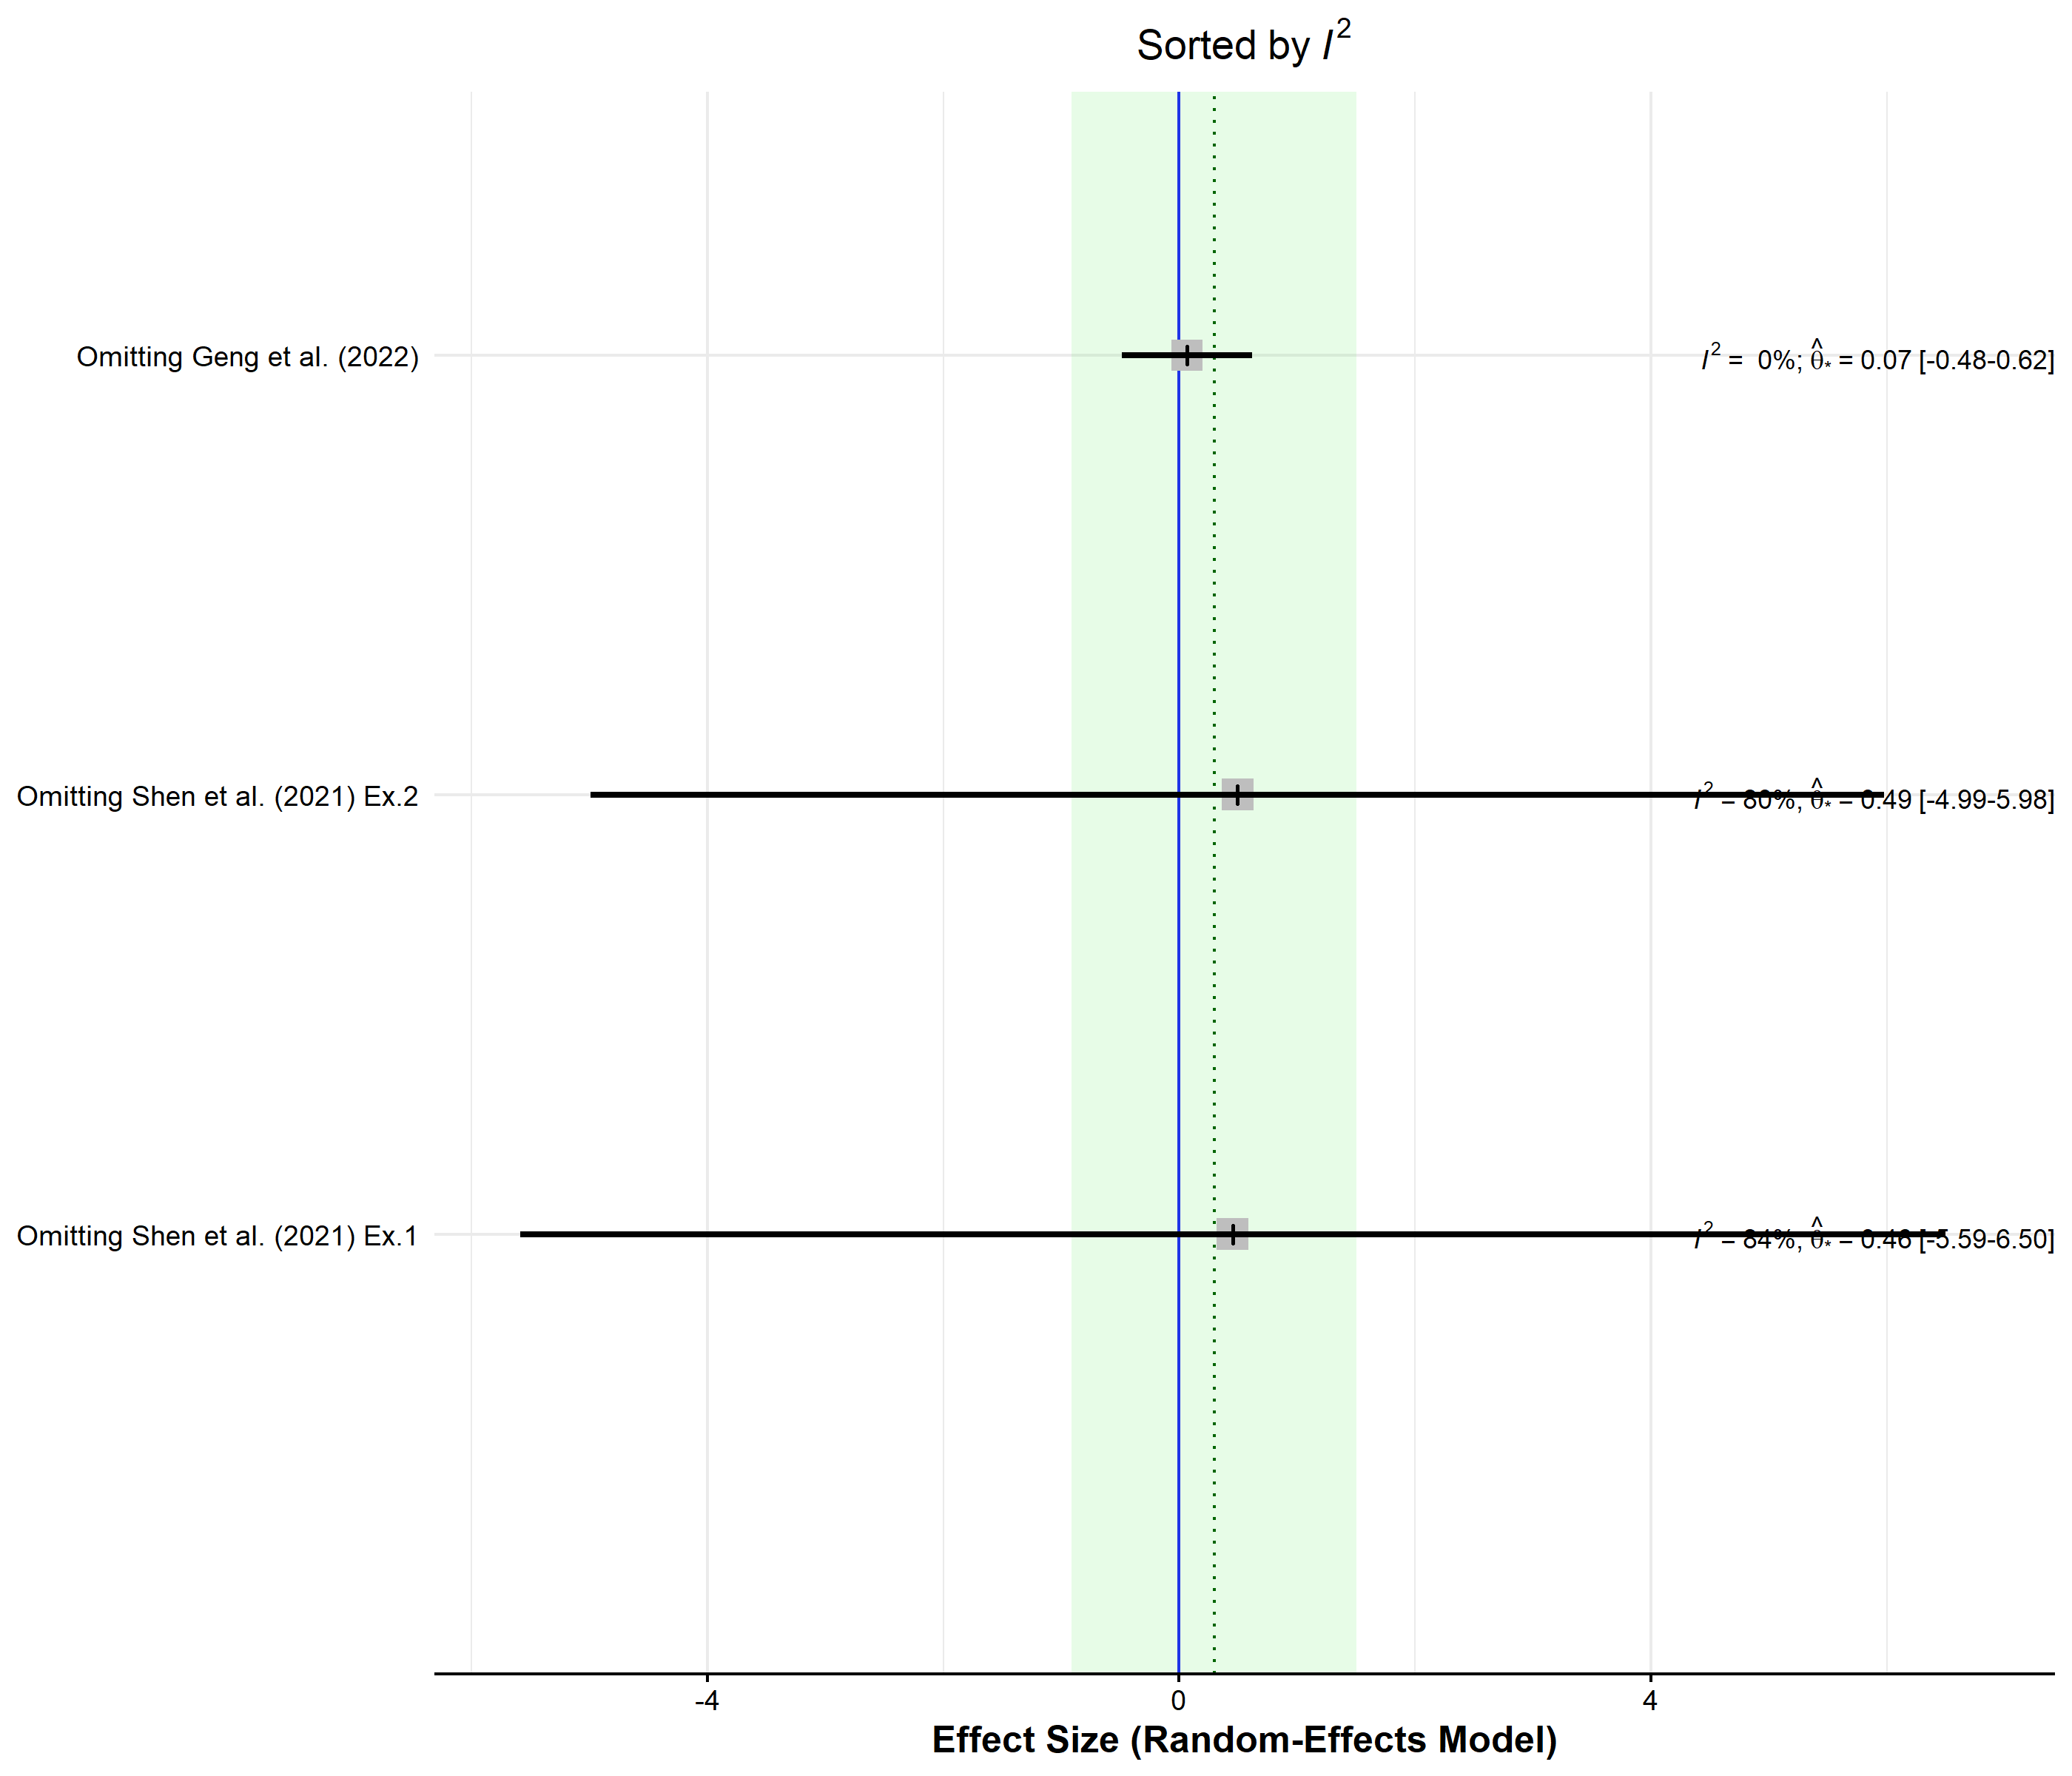 Sorted by I²
Omitting Geng et al. (2022)
I² = 0%; θ̂* = 0.07 [-0.48-0.62]
Omitting Shen et al. (2021) Ex.2
I² = 80%; θ̂* = 0.49 [-4.99-5.98]
Omitting Shen et al. (2021) Ex.1
I² = 84%; θ̂* = 0.46 [-5.59-6.50]
-4 0 4
Effect Size (Random-Effects Model)